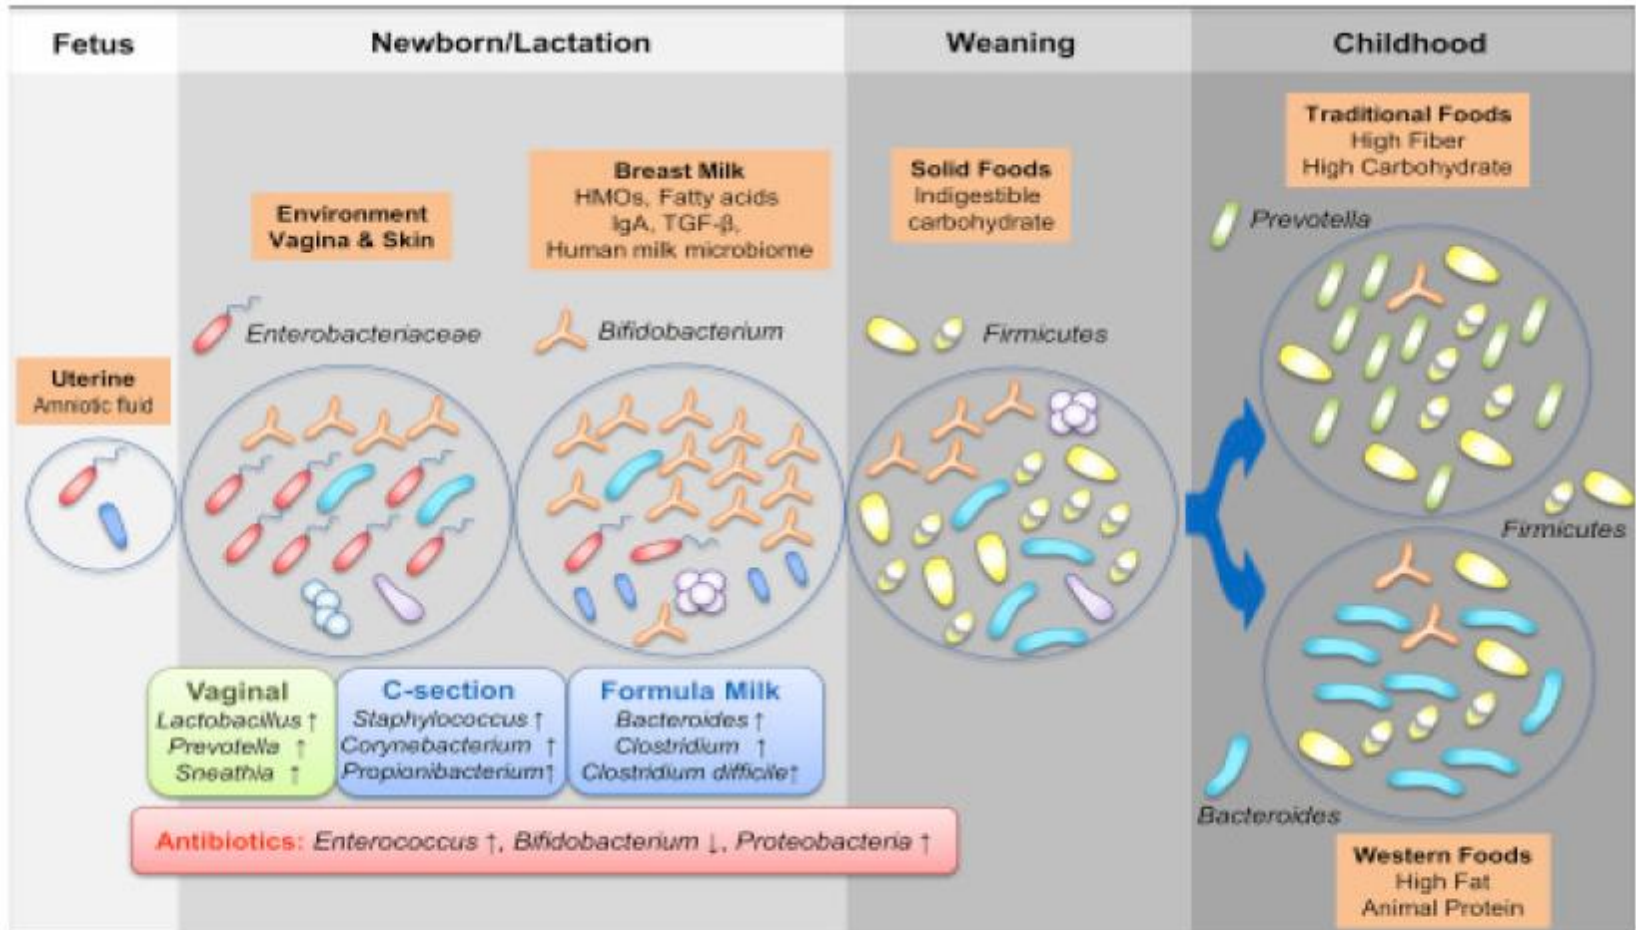 Fetus
Newborn/Lactation
Weaning
Childhood
Uterine
Amniotic fluid
Environment
Vagina & Skin
Enterobacteriaceae
Breast Milk
HMOs, Fatty acids
IgA, TGF-β,
Human milk microbiome
Bifidobacterium
Solid Foods
Indigestible
carbohydrate
Firmicutes
Traditional Foods
High Fiber
High Carbohydrate
Prevotella
Firmicutes
Bacteroides
Western Foods
High Fat
Animal Protein
Vaginal
Lactobacillus ↑
Prevotella ↑
Sneathia ↑
C-section
Staphylococcus ↑
Corynebacterium ↑
Propionibacterium↑
Formula Milk
Bacteroides ↑
Clostridium ↑
Clostridium difficile↑
Antibiotics: Enterococcus ↑, Bifidobacterium ↓, Proteobacteria ↑